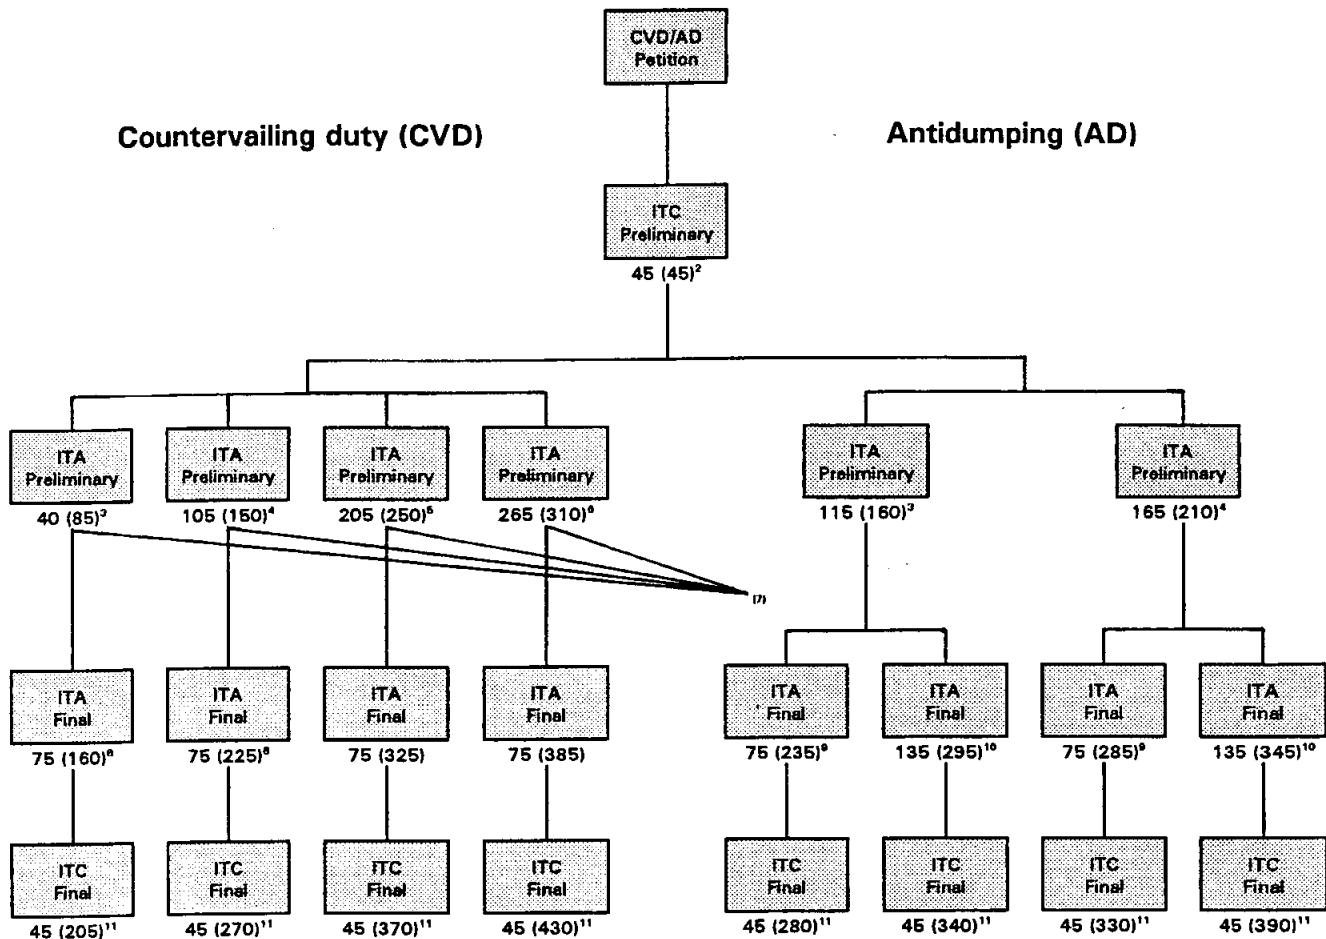 CVD/AD
Petition
Countervailing duty (CVD)
Antidumping (AD)
ITC
Preliminary
45 (45)²
ITA
Preliminary
40 (85)³
ITA
Preliminary
105 (150)⁴
ITA
Preliminary
205 (250)⁵
ITA
Preliminary
265 (310)⁶
ITA
Preliminary
115 (160)³
ITA
Preliminary
165 (210)⁴
(7)
ITA
Final
75 (160)⁸
ITA
Final
75 (225)⁸
ITA
Final
75 (325)
ITA
Final
75 (385)
ITA
Final
75 (235)⁹
ITA
Final
135 (295)¹⁰
ITA
Final
75 (285)⁹
ITA
Final
135 (345)¹⁰
ITC
Final
45 (205)¹¹
ITC
Final
45 (270)¹¹
ITC
Final
45 (370)¹¹
ITC
Final
45 (430)¹¹
ITC
Final
45 (280)¹¹
ITC
Final
45 (340)¹¹
ITC
Final
45 (330)¹¹
ITC
Final
45 (390)¹¹